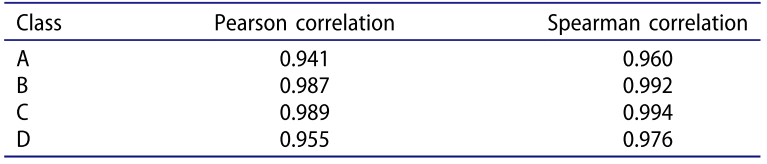 Class Pearson correlation Spearman correlation
A 0.941 0.960
B 0.987 0.992
C 0.989 0.994
D 0.955 0.976